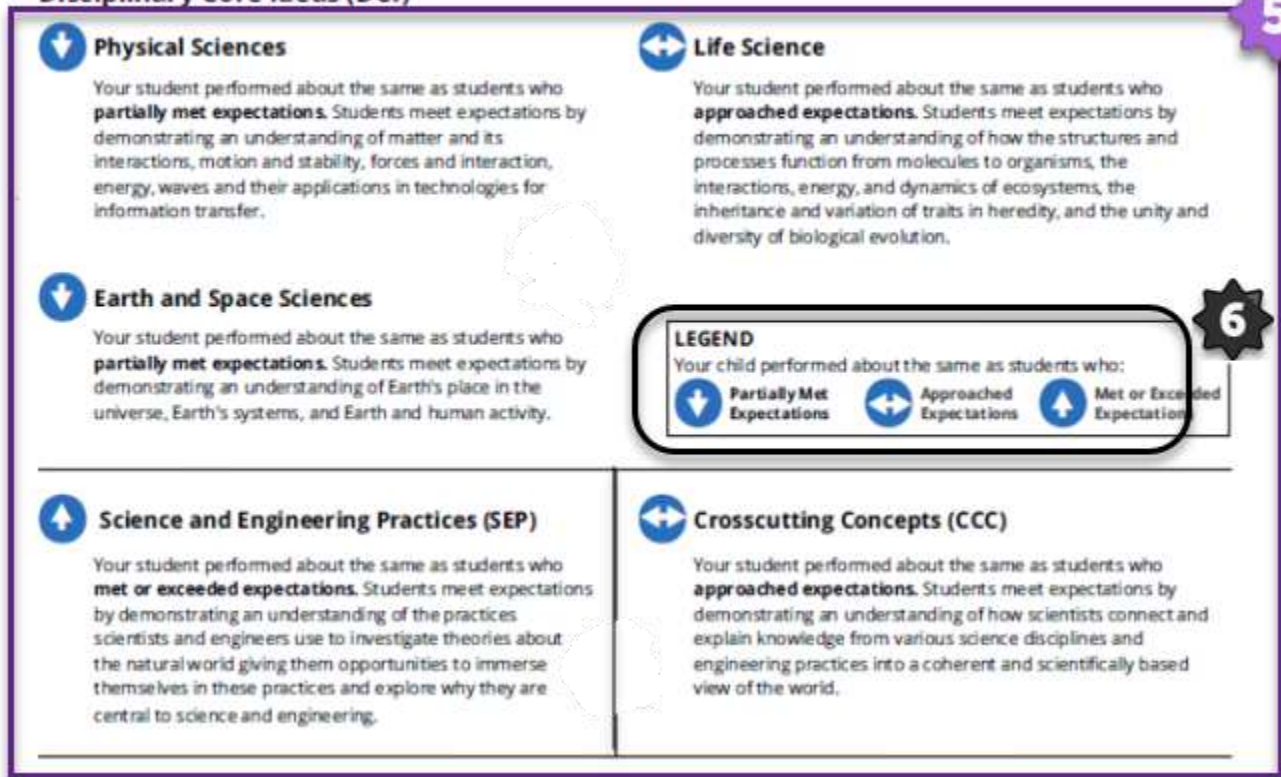 Disciplinary Core Ideas (DCI)
5
Physical Sciences
Your student performed about the same as students who
partially met expectations. Students meet expectations by
demonstrating an understanding of matter and its
interactions, motion and stability, forces and interaction,
energy, waves and their applications in technologies for
information transfer.
Life Science
Your student performed about the same as students who
approached expectations. Students meet expectations by
demonstrating an understanding of how the structures and
processes function from molecules to organisms, the
interactions, energy, and dynamics of ecosystems, the
inheritance and variation of traits in heredity, and the unity and
diversity of biological evolution.
Earth and Space Sciences
Your student performed about the same as students who
partially met expectations. Students meet expectations by
demonstrating an understanding of Earth's place in the
universe, Earth's systems, and Earth and human activity.
6
LEGEND
Your child performed about the same as students who:
Partially Met
Expectations
Approached
Expectations
Met or Exceeded
Expectation
Science and Engineering Practices (SEP)
Your student performed about the same as students who
met or exceeded expectations. Students meet expectations
by demonstrating an understanding of the practices
scientists and engineers use to investigate theories about
the natural world giving them opportunities to immerse
themselves in these practices and explore why they are
central to science and engineering.
Crosscutting Concepts (CCC)
Your student performed about the same as students who
approached expectations. Students meet expectations by
demonstrating an understanding of how scientists connect and
explain knowledge from various science disciplines and
engineering practices into a coherent and scientifically based
view of the world.